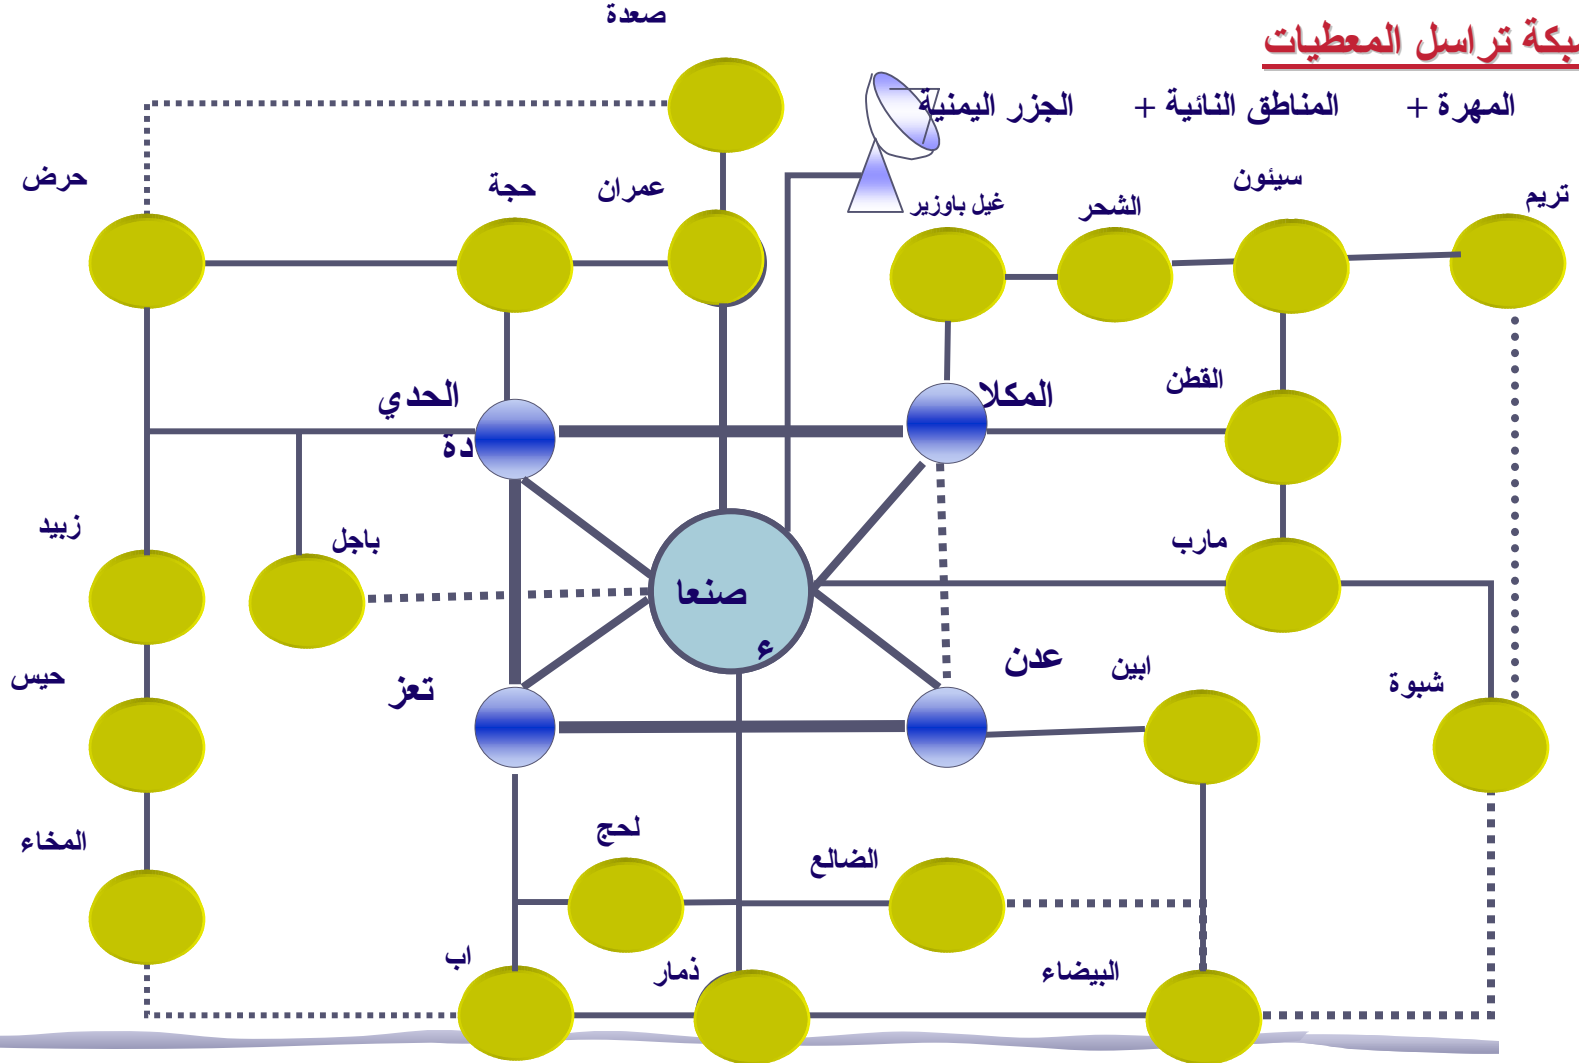 صعدة
تراسل المعطيات
المهرة + المناطق النائية + الجزر اليمنية
حرض
حجة
عمران
غيل باوزير
الشحر
سيئون
تريم
الحدي
دة
المكلا
القطن
زبيد
باجل
صنعا
ء
مارب
حيس
تعز
عدن
ابين
شبوة
المخاء
لحج
الضالع
اب
ذمار
البيضاء